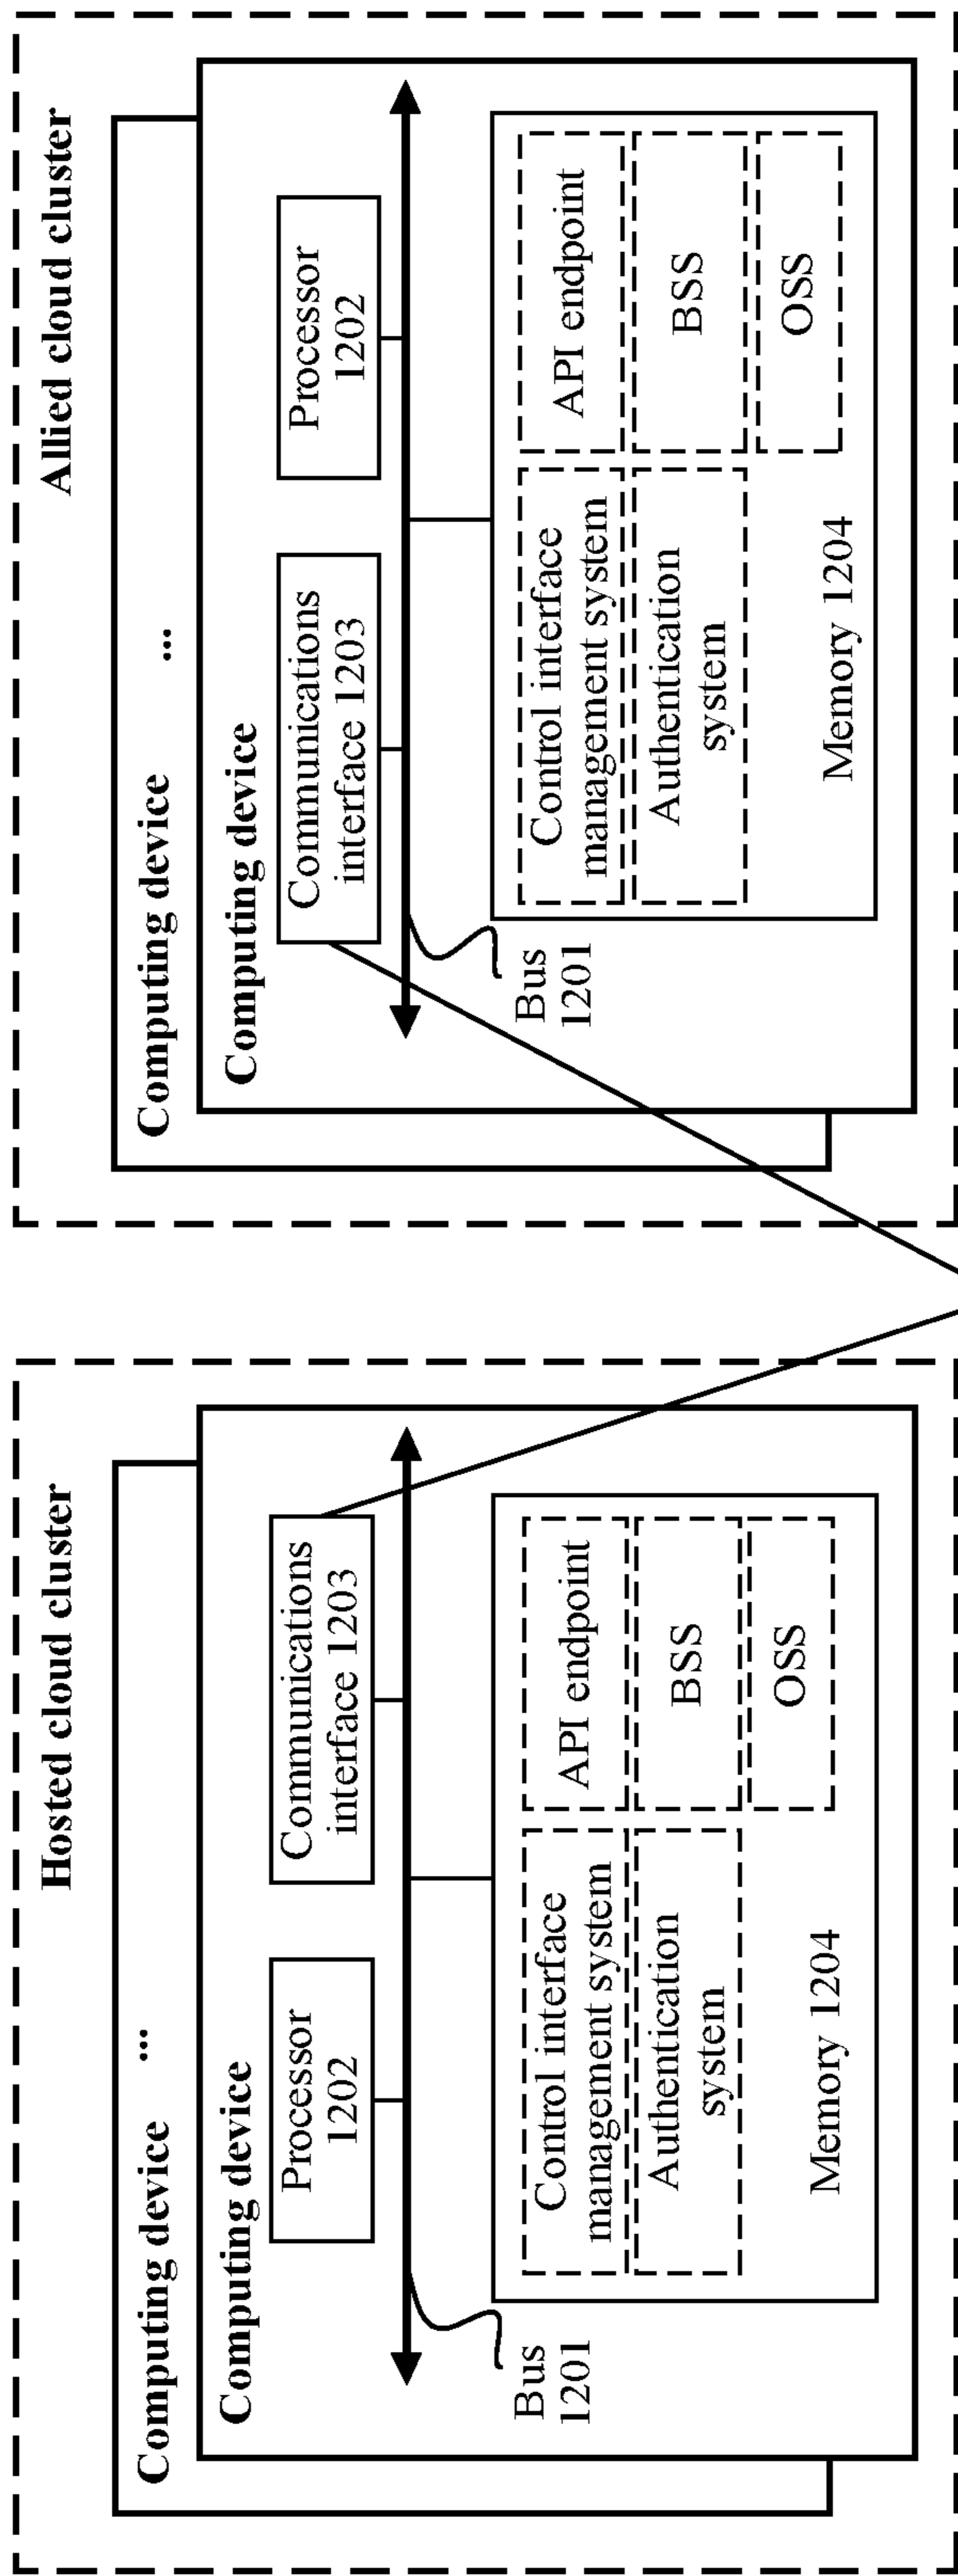 Hosted cloud cluster
Computing device ...
Computing device
Processor
1202
Communications
interface 1203
Bus
1201
Control interface
management system
API endpoint
Authentication
system
BSS
OSS
Memory 1204
Allied cloud cluster
Computing device ...
Computing device
Communications
interface 1203
Processor
1202
Bus
1201
Control interface
management system
API endpoint
Authentication
system
BSS
OSS
Memory 1204